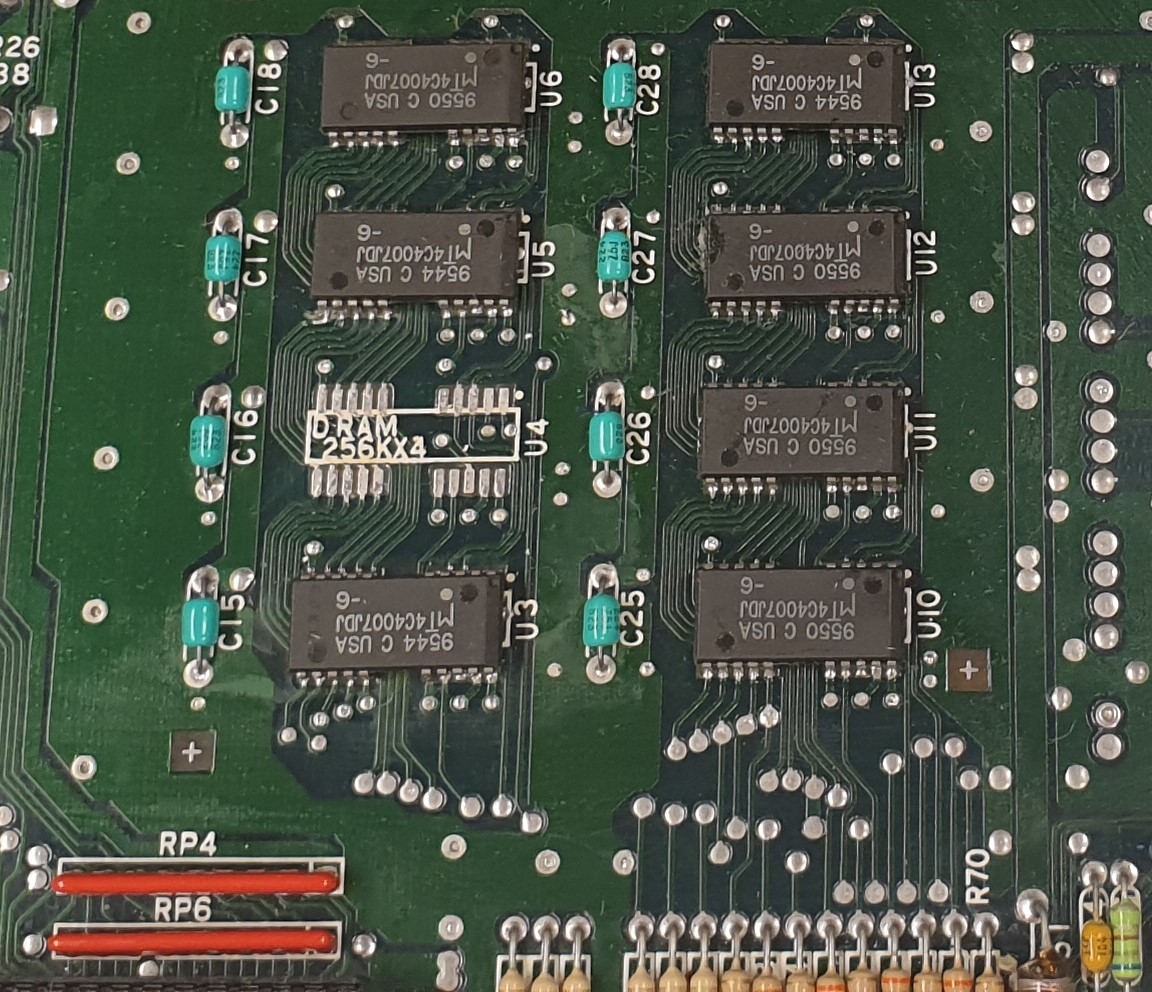 226
38
C18
9550 C USA
MT4C4007JDJ
-6
U6
C28
9544 C USA
MT4C4007JDJ
-6
U13
C17
9544 C USA
MT4C4007JDJ
-6
U5
C27
9550 C USA
MT4C4007JDJ
-6
U12
C16
DRAM
256KX4
U4
C26
9550 C USA
MT4C4007JDJ
-6
U11
C15
9544 C USA
MT4C4007JDJ
-6
U3
C25
9550 C USA
MT4C4007JDJ
-6
U10
RP4
RP6
R70